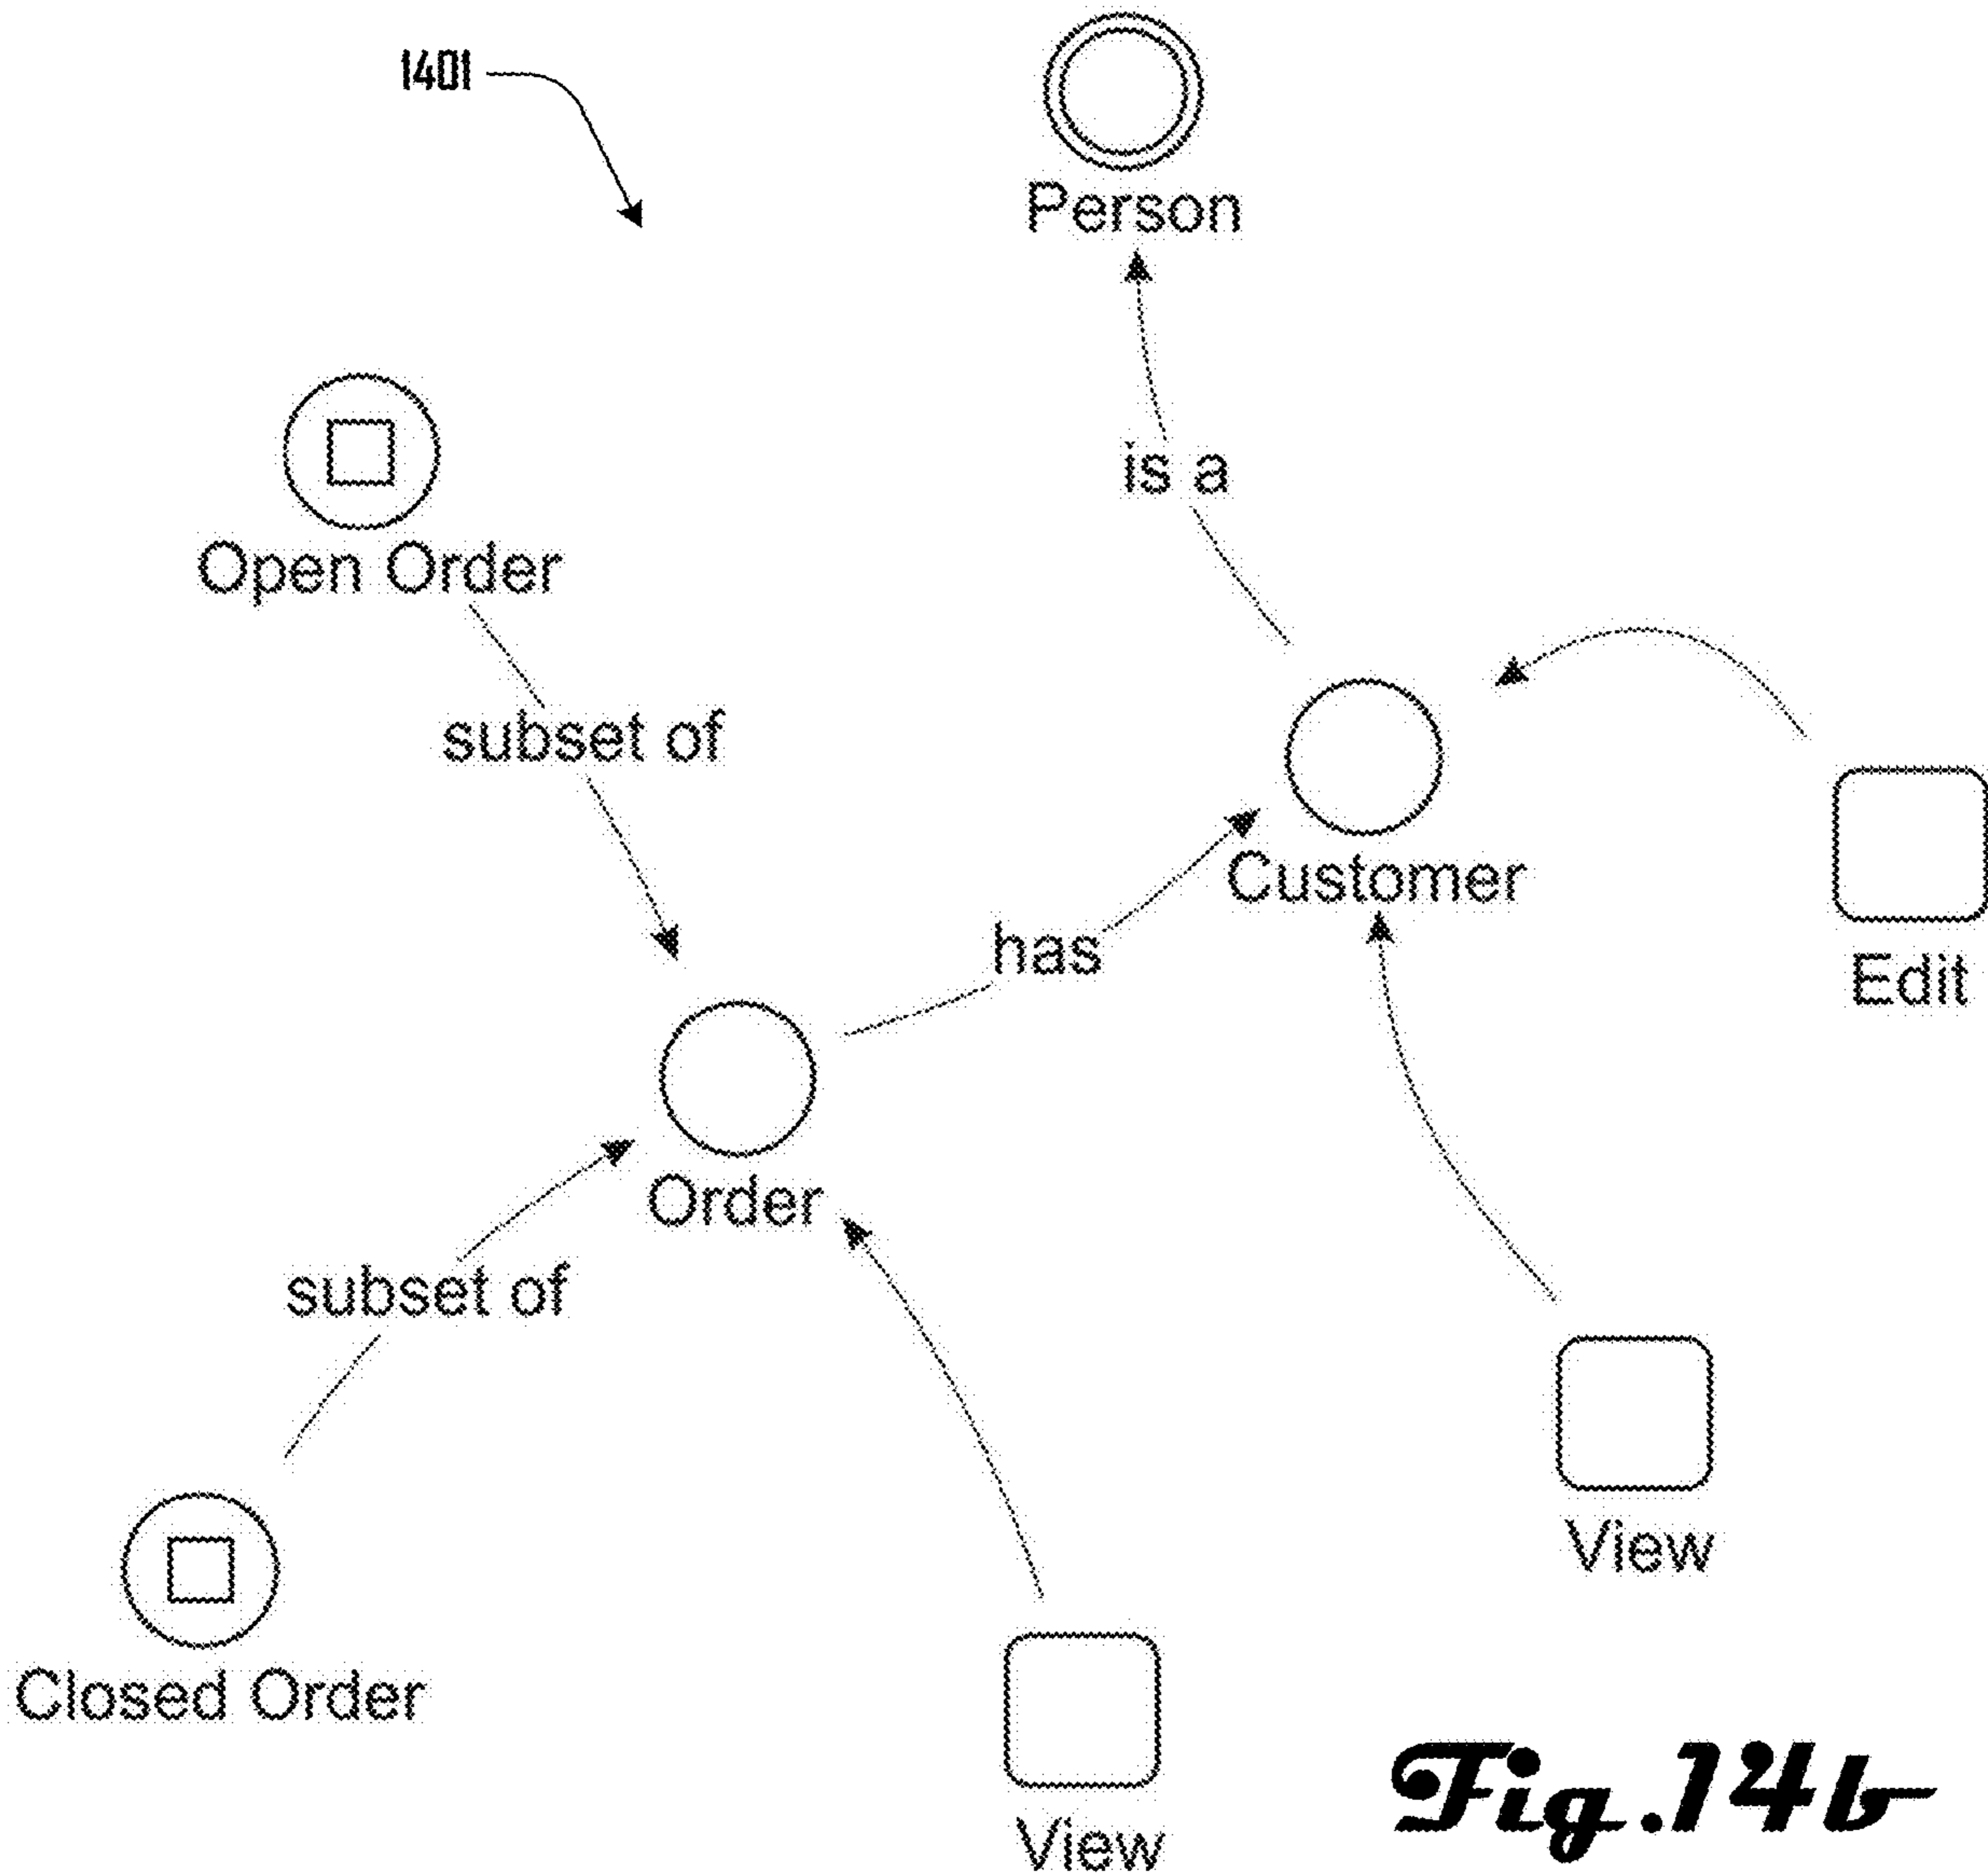 1401
Person
is a
Open Order
subset of
Customer
has
Edit
Order
subset of
View
Closed Order
View
Fig.14b